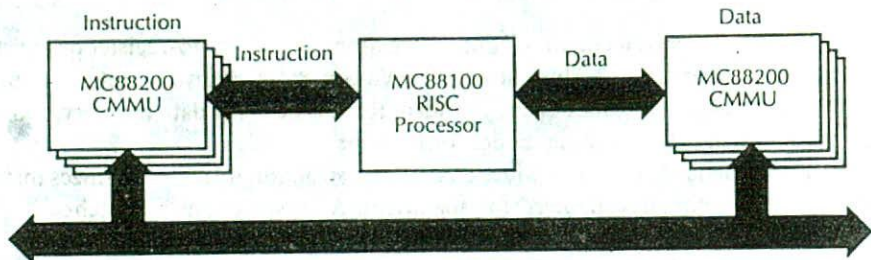 Instruction
Data
MC88200
CMMU
Instruction
MC88100
RISC
Processor
Data
MC88200
CMMU